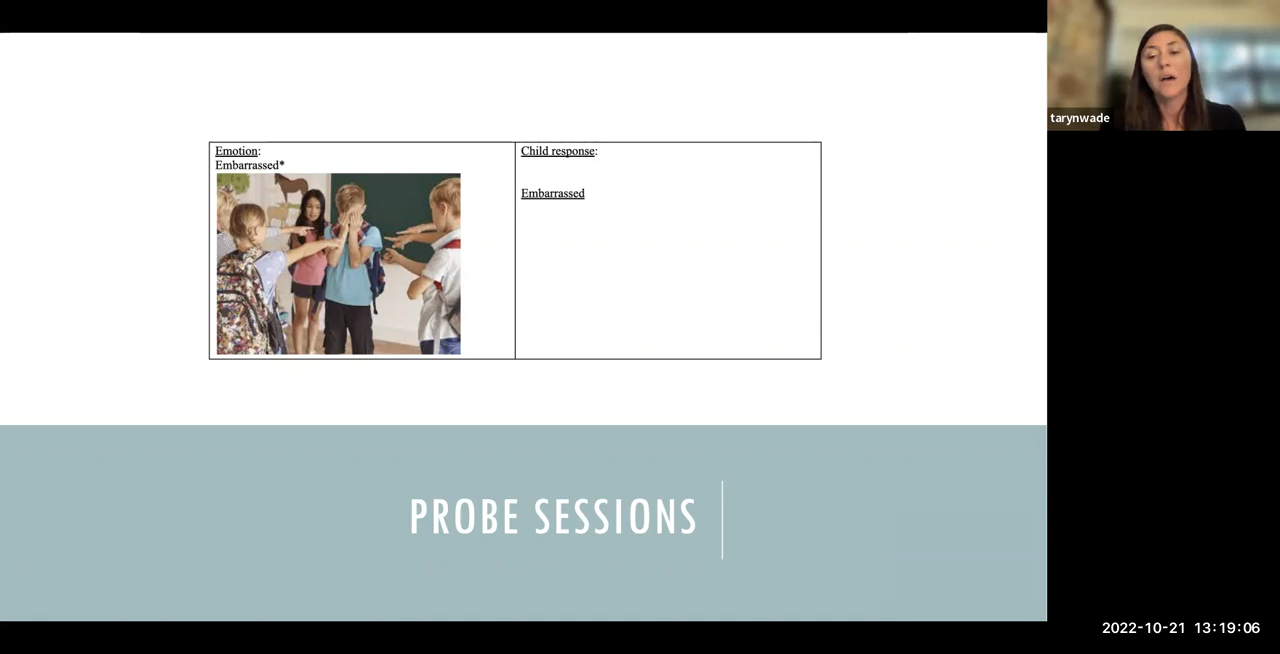 tarynwade
Emotion:
Embarrassed*
Child response:
Embarrassed
PROBE SESSIONS
2022-10-21 13:19:06